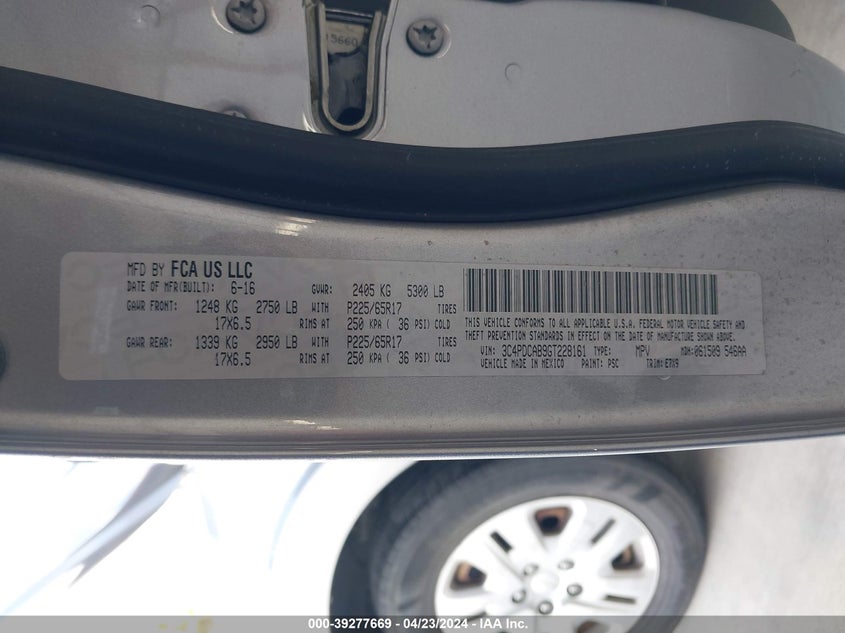 15660
MFD BY FCA US LLC
DATE OF MFR(BUILT): 6-16 GVWR: 2405 KG 5300 LB
GAWR FRONT: 1248 KG 2750 LB WITH P225/65R17 TIRES
17X6.5 RIMS AT 250 KPA ( 36 PSI) COLD
GAWR REAR: 1339 KG 2950 LB WITH P225/65R17 TIRES
17X6.5 RIMS AT 250 KPA ( 36 PSI) COLD
THIS VEHICLE CONFORMS TO ALL APPLICABLE U.S.A. FEDERAL MOTOR VEHICLE SAFETY AND
THEFT PREVENTION STANDARDS IN EFFECT ON THE DATE OF MANUFACTURE SHOWN ABOVE.
VIN: 3C4PDCAB9GT228161 TYPE: MPV MDH: 061509 546AA
VEHICLE MADE IN MEXICO PAINT: PSC TRIM: E7X9
000-39277669 - 04/23/2024 - IAA Inc.